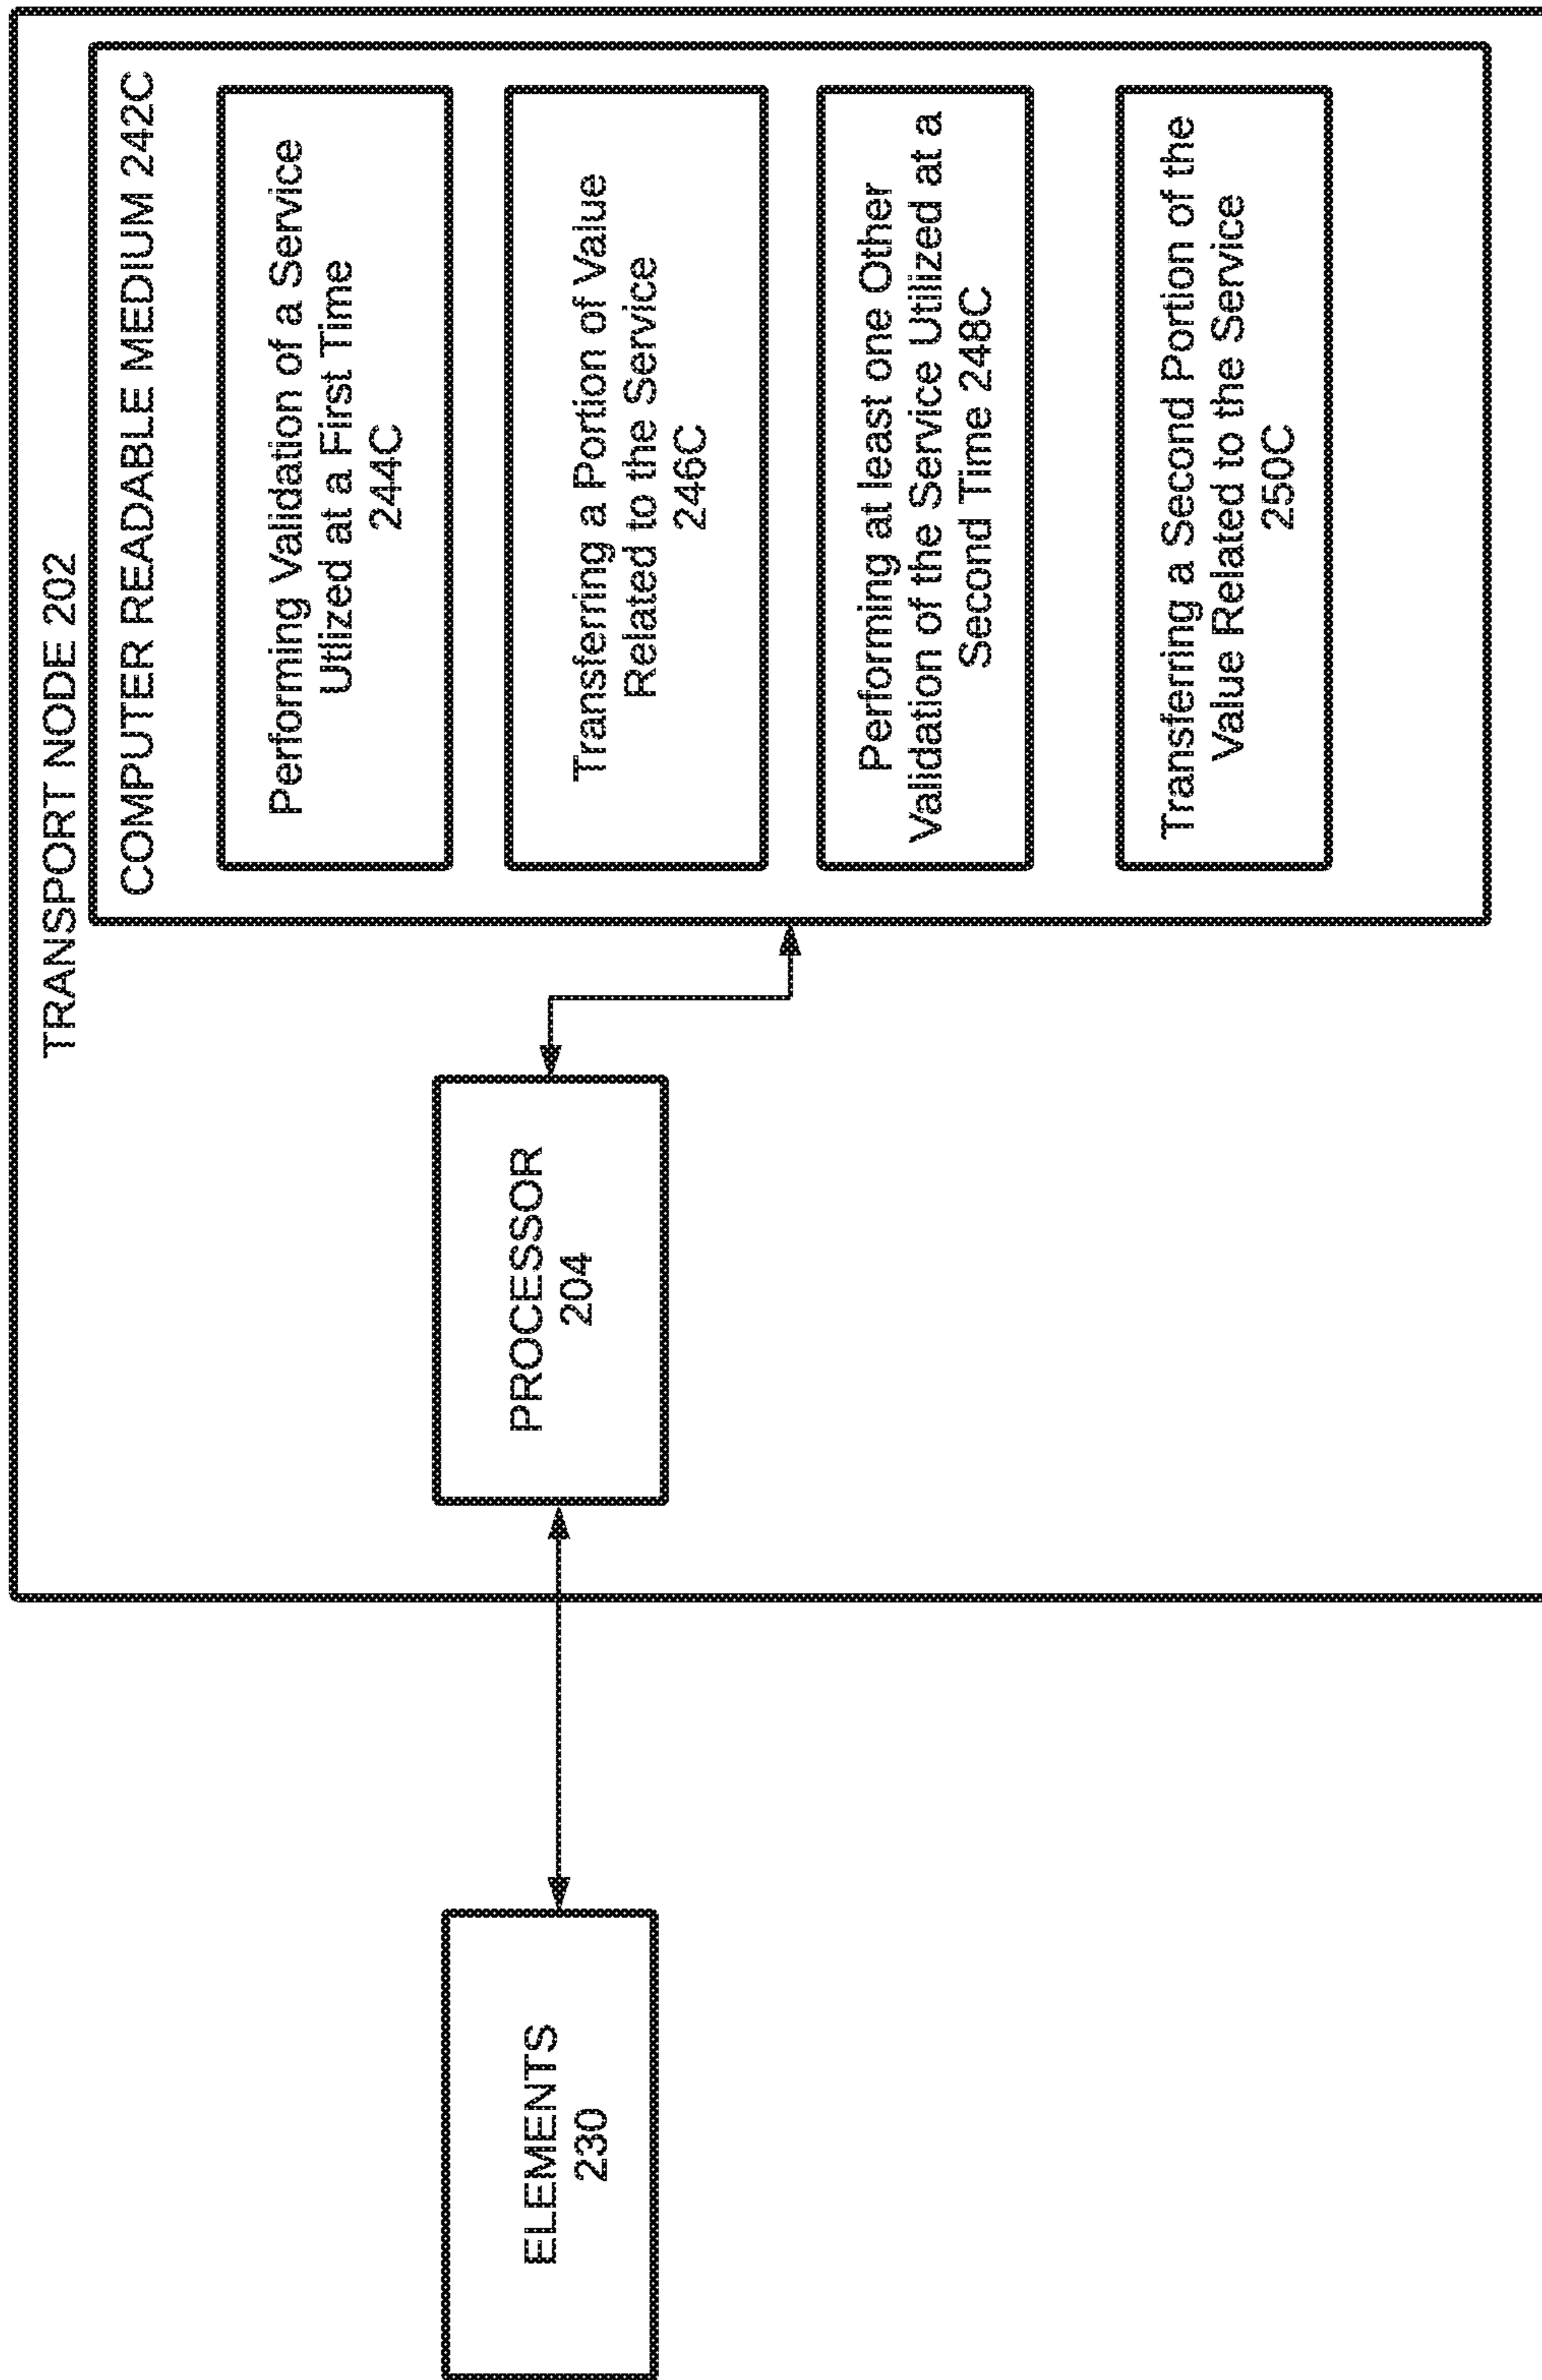 TRANSPORT NODE 202
COMPUTER READABLE MEDIUM 242C
Performing Validation of a Service
Utilized at a First Time
244C
Transferring a Portion of Value
Related to the Service
246C
Performing at least one Other
Validation of the Service Utilized at a
Second Time 248C
Transferring a Second Portion of the
Value Related to the Service
250C
PROCESSOR
204
ELEMENTS
230